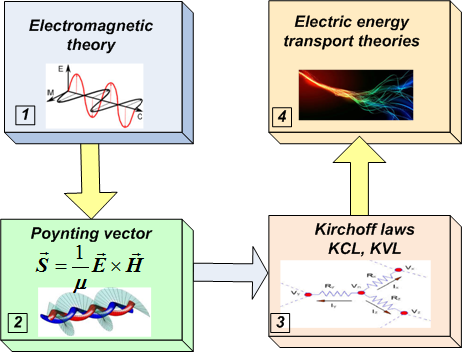 Electromagnetic
theory
E
M
C
1
Poynting vector
S⃗ = 1/μ E⃗ × H⃗
2
Kirchoff laws
KCL, KVL
3
Electric energy
transport theories
4